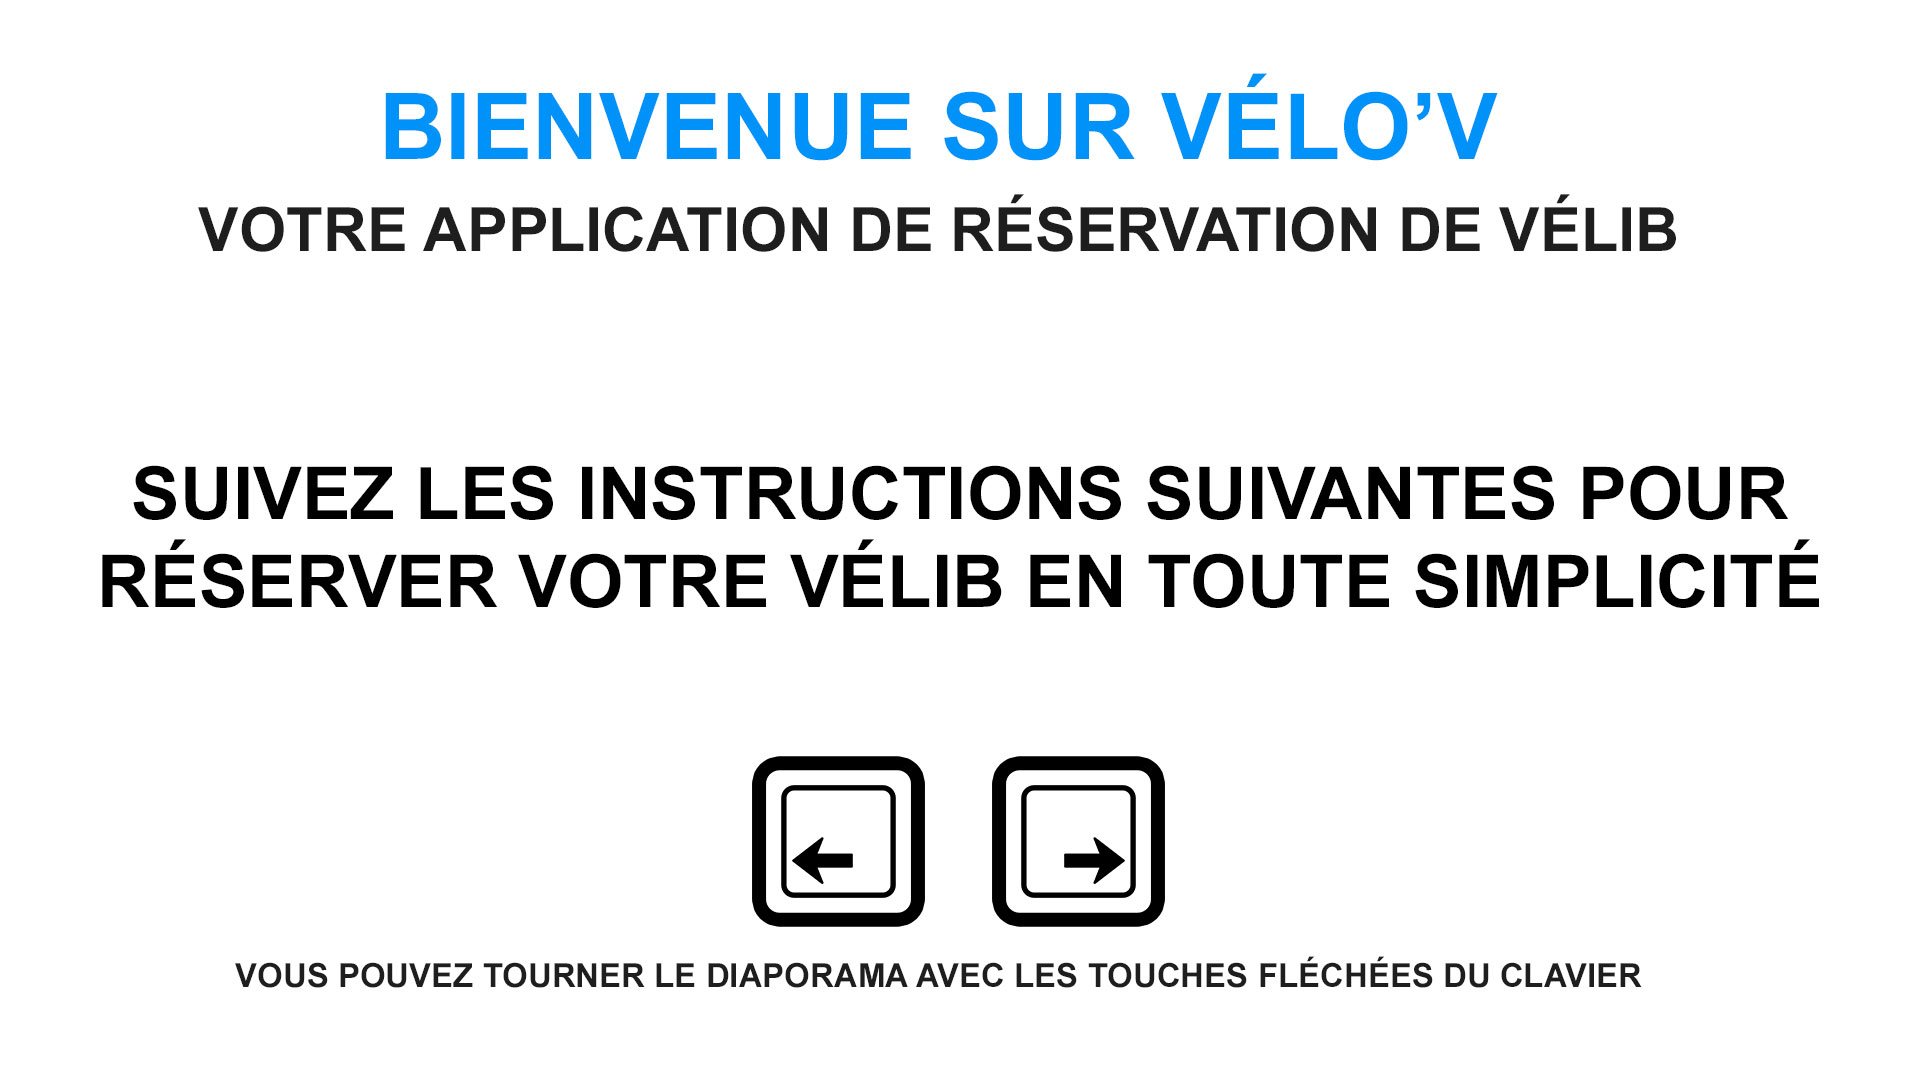 BIENVENUE SUR VÉLO’V
VOTRE APPLICATION DE RÉSERVATION DE VÉLIB
SUIVEZ LES INSTRUCTIONS SUIVANTES POUR
RÉSERVER VOTRE VÉLIB EN TOUTE SIMPLICITÉ
VOUS POUVEZ TOURNER LE DIAPORAMA AVEC LES TOUCHES FLÉCHÉES DU CLAVIER